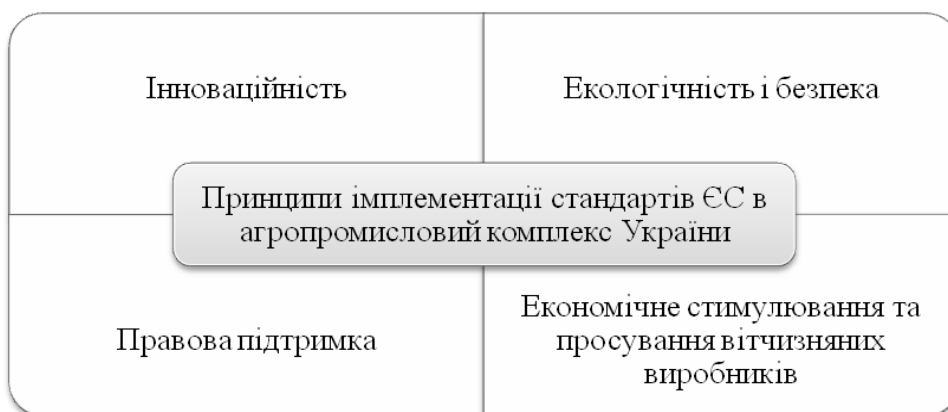 Інноваційність
Екологічність і безпека
Принципи імплементації стандартів ЄС в
агропромисловий комплекс України
Правова підтримка
Економічне стимулювання та
просування вітчизняних
виробників